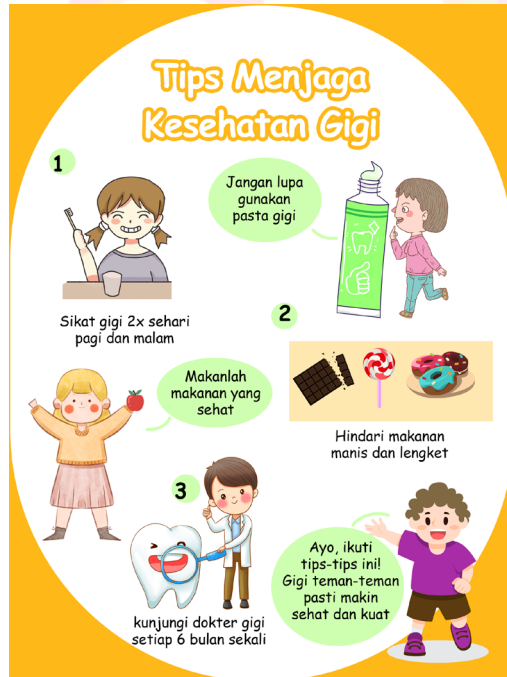 Tips Menjaga
Kesehatan Gigi
1
Sikat gigi 2x sehari
pagi dan malam
Jangan lupa
gunakan
pasta gigi
2
Hindari makanan
manis dan lengket
Makanlah
makanan yang
sehat
3
kunjungi dokter gigi
setiap 6 bulan sekali
Ayo, ikuti
tips-tips ini!
Gigi teman-teman
pasti makin
sehat dan kuat